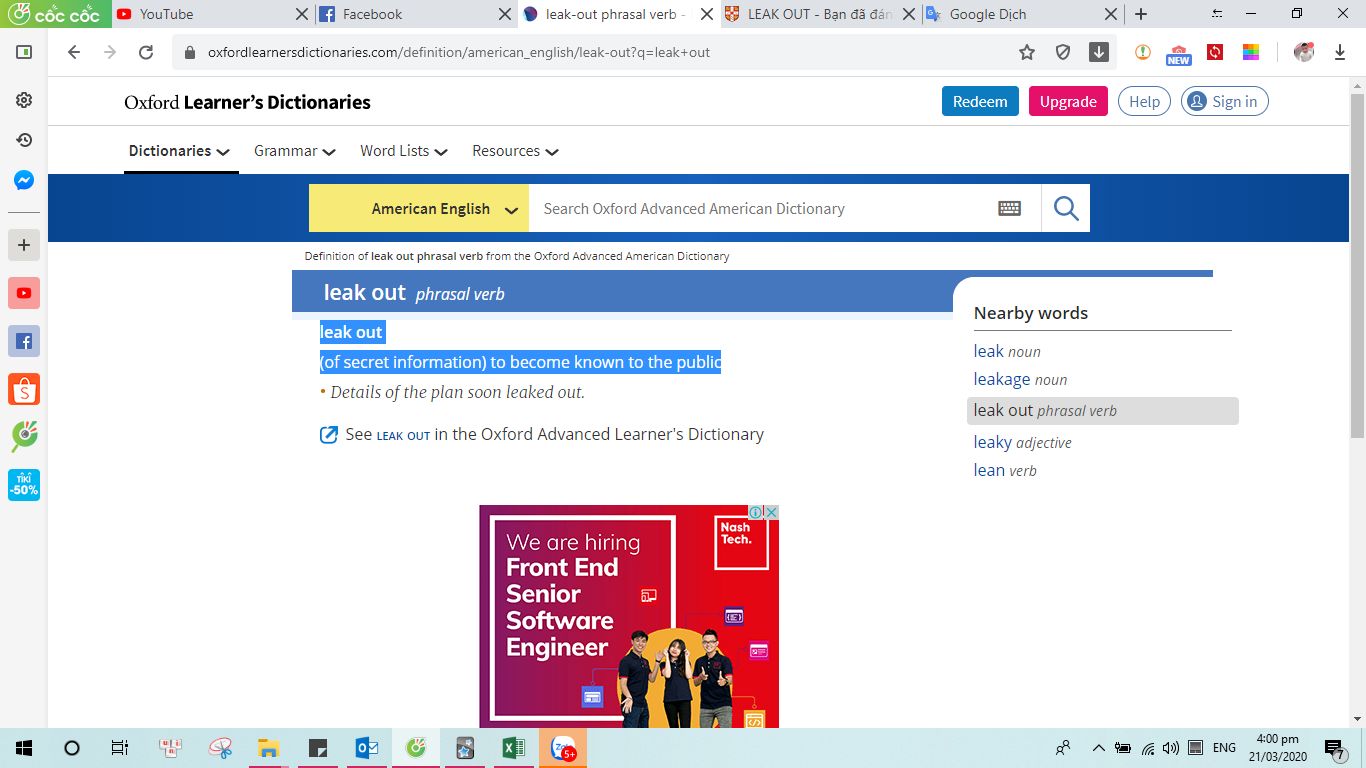 cốc cốc
YouTube
Facebook
leak-out phrasal verb -
LEAK OUT - Bạn đã đán
Google Dịch
oxfordlearnersdictionaries.com/definition/american_english/leak-out?q=leak+out
NEW
Oxford Learner's Dictionaries
Redeem
Upgrade
Help
Sign in
Dictionaries
Grammar
Word Lists
Resources
American English
Search Oxford Advanced American Dictionary
Definition of leak out phrasal verb from the Oxford Advanced American Dictionary
leak out phrasal verb
leak out
(of secret information) to become known to the public
• Details of the plan soon leaked out.
See LEAK OUT in the Oxford Advanced Learner's Dictionary
Nearby words
leak noun
leakage noun
leak out phrasal verb
leaky adjective
lean verb
TIKI
-50%
We are hiring
Front End
Senior
Software
Engineer
Nash
Tech.
5+
ENG
4:00 pm
21/03/2020
7